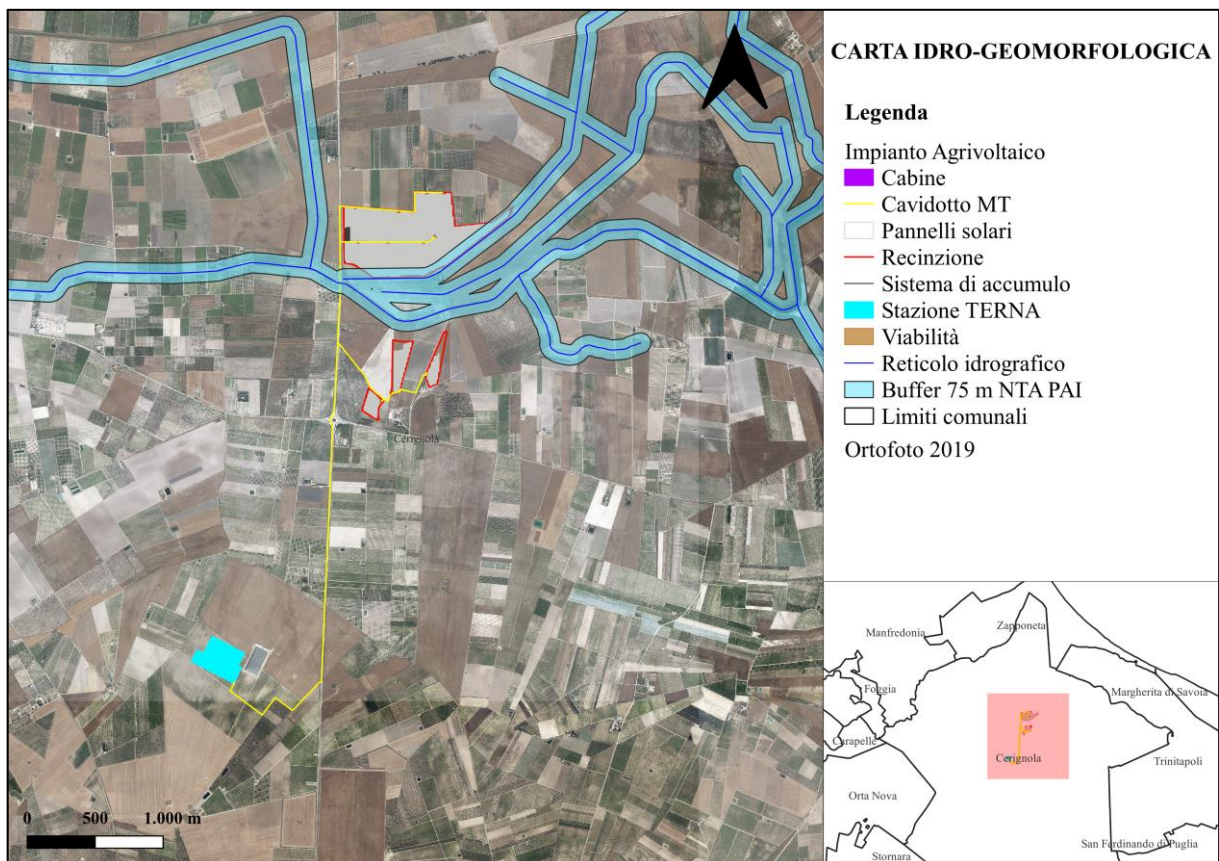 CARTA IDRO-GEOMORFOLOGICA
Legenda
Impianto Agrivoltaico
Cabine
Cavidotto MT
Pannelli solari
Recinzione
Sistema di accumulo
Stazione TERNA
Viabilità
Reticolo idrografico
Buffer 75 m NTA PAI
Limiti comunali
Ortofoto 2019
Cerignola
0 500 1.000 m
Zapponeta
Manfredonia
Foggia
Margherita di Savoia
Carapelle
Cerignola
Trinitapoli
Orta Nova
San Ferdinando di Puglia
Stornara